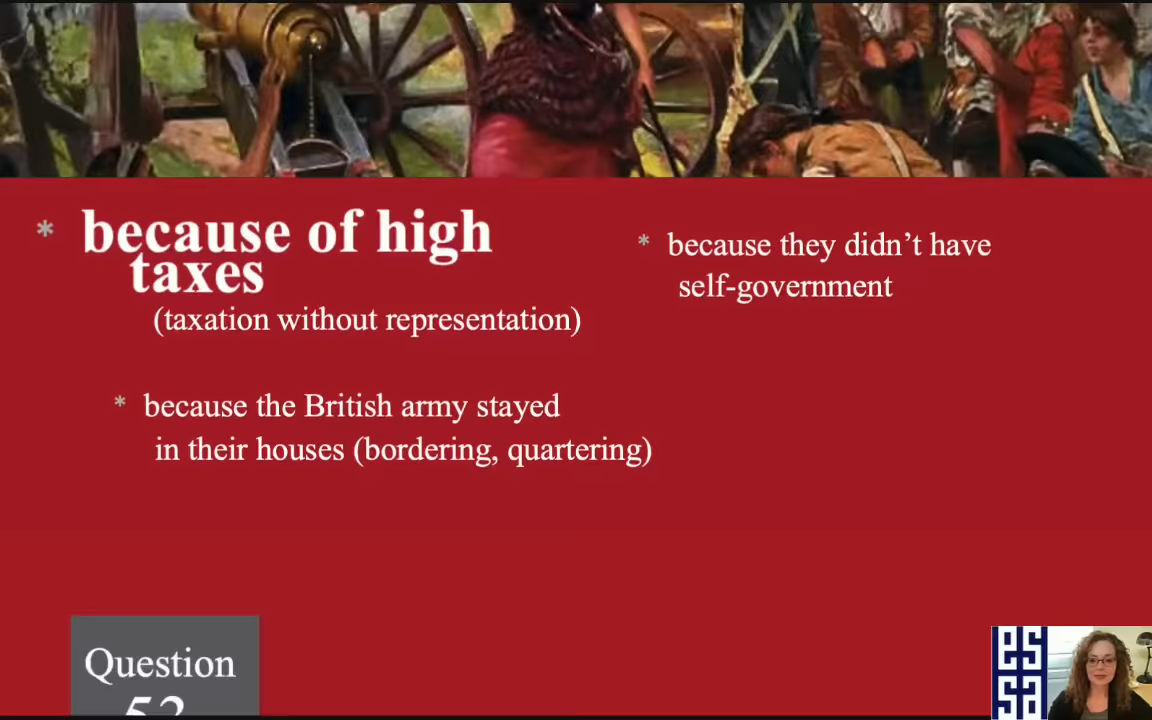 * because of high
taxes
(taxation without representation)
* because they didn’t have
self-government
* because the British army stayed
in their houses (bordering, quartering)
Question
52